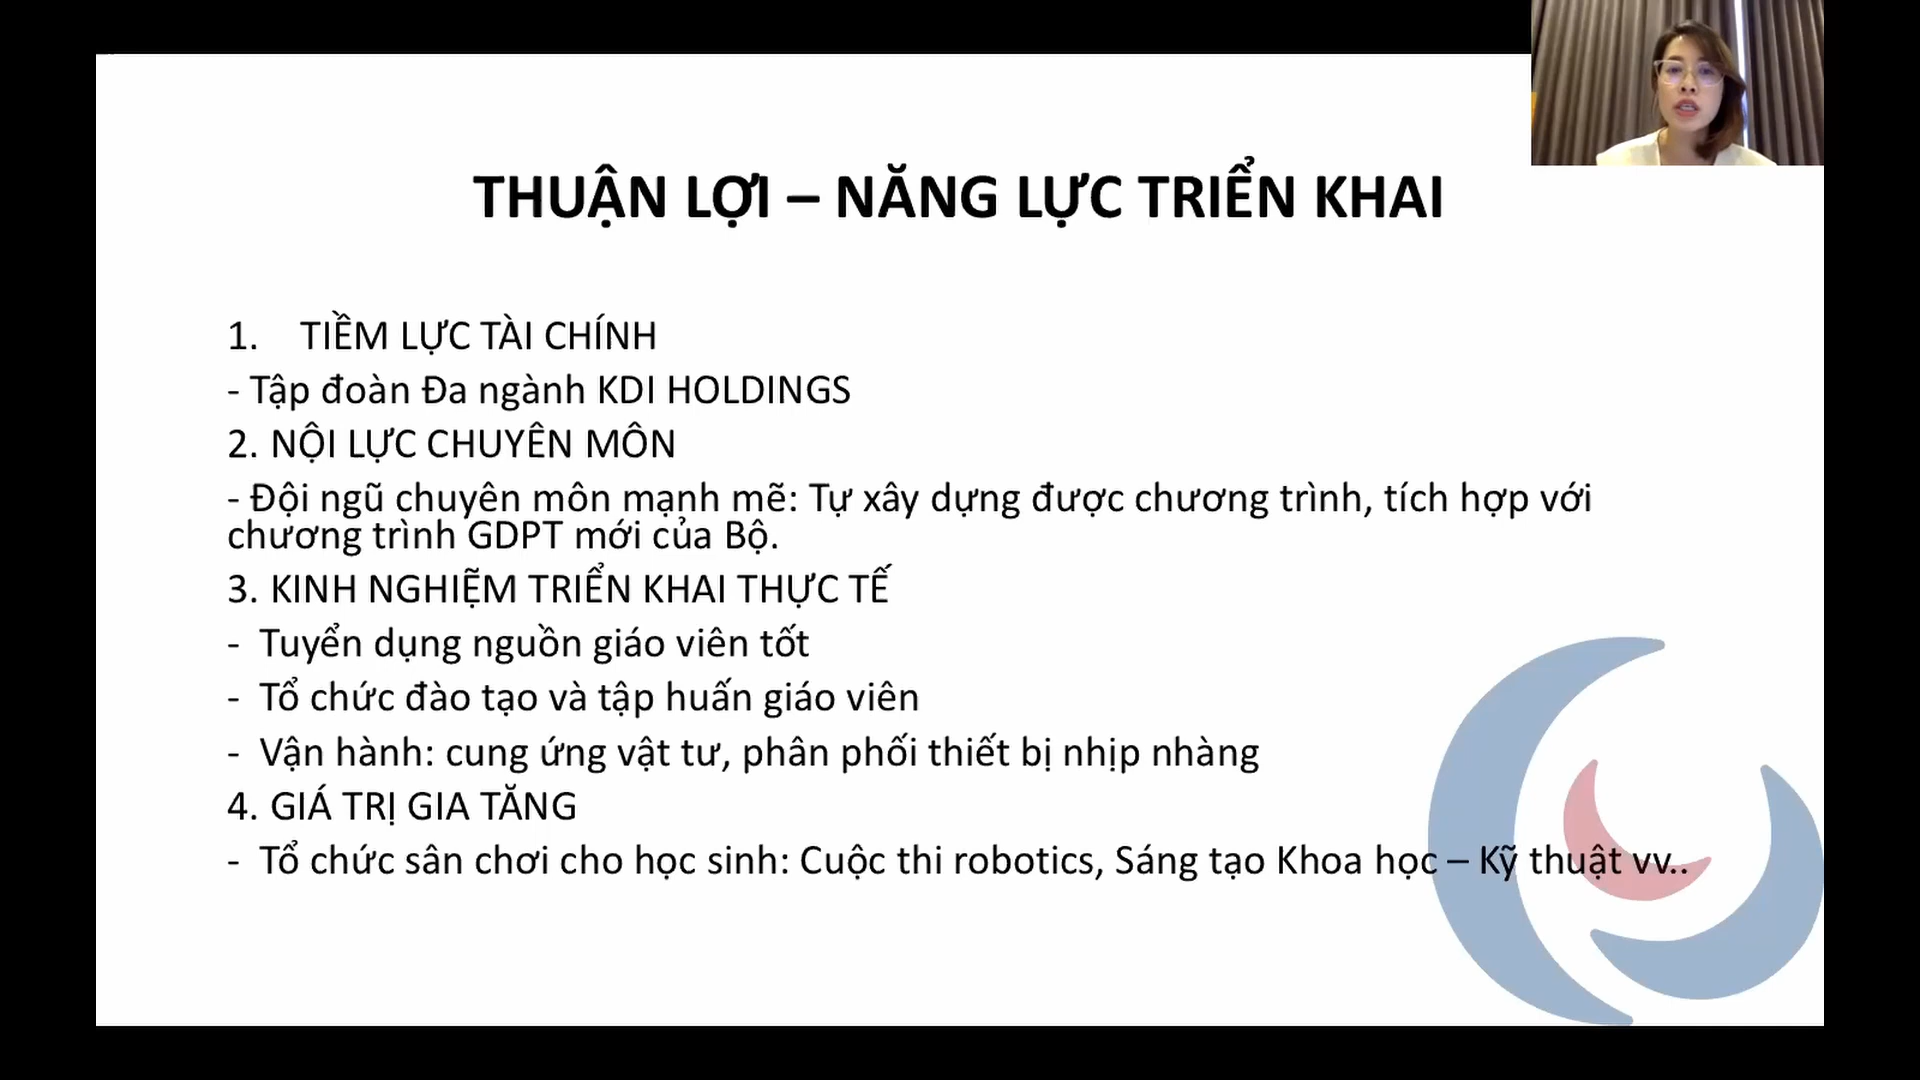 THUẬN LỢI – NĂNG LỰC TRIỂN KHAI
1. TIỀM LỰC TÀI CHÍNH
- Tập đoàn Đa ngành KDI HOLDINGS
2. NỘI LỰC CHUYÊN MÔN
- Đội ngũ chuyên môn mạnh mẽ: Tự xây dựng được chương trình, tích hợp với
chương trình GDPT mới của Bộ.
3. KINH NGHIỆM TRIỂN KHAI THỰC TẾ
- Tuyển dụng nguồn giáo viên tốt
- Tổ chức đào tạo và tập huấn giáo viên
- Vận hành: cung ứng vật tư, phân phối thiết bị nhịp nhàng
4. GIÁ TRỊ GIA TĂNG
- Tổ chức sân chơi cho học sinh: Cuộc thi robotics, Sáng tạo Khoa học – Kỹ thuật vv..